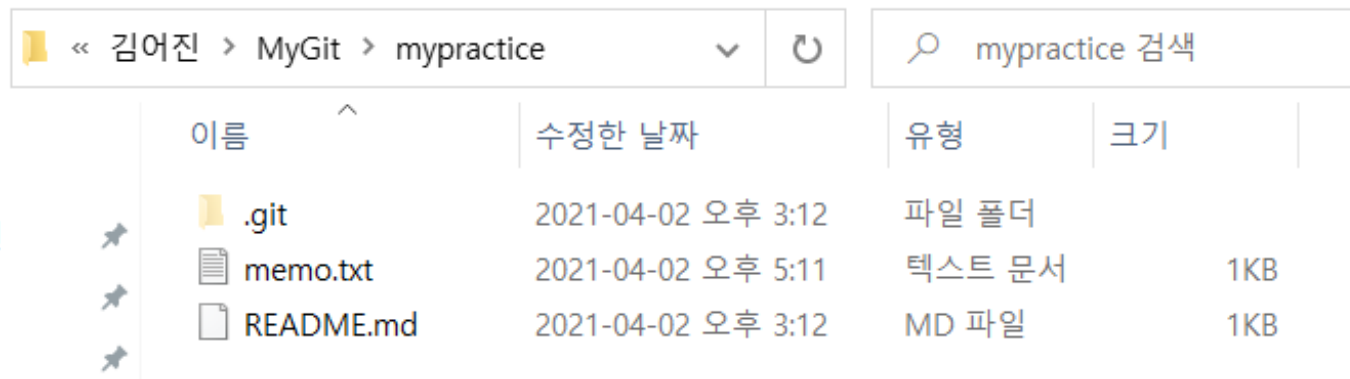 « 김어진 > MyGit > mypractice mypractice 검색
이름 수정한 날짜 유형 크기
.git 2021-04-02 오후 3:12 파일 폴더
memo.txt 2021-04-02 오후 5:11 텍스트 문서 1KB
README.md 2021-04-02 오후 3:12 MD 파일 1KB